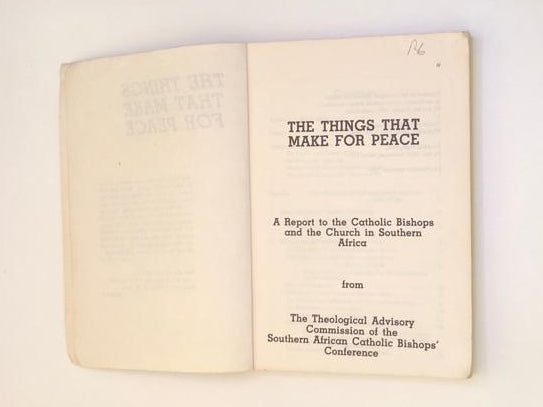 R6
THE THINGS THAT
MAKE FOR PEACE
A Report to the Catholic Bishops
and the Church in Southern
Africa
from
The Theological Advisory
Commission of the
Southern African Catholic Bishops'
Conference